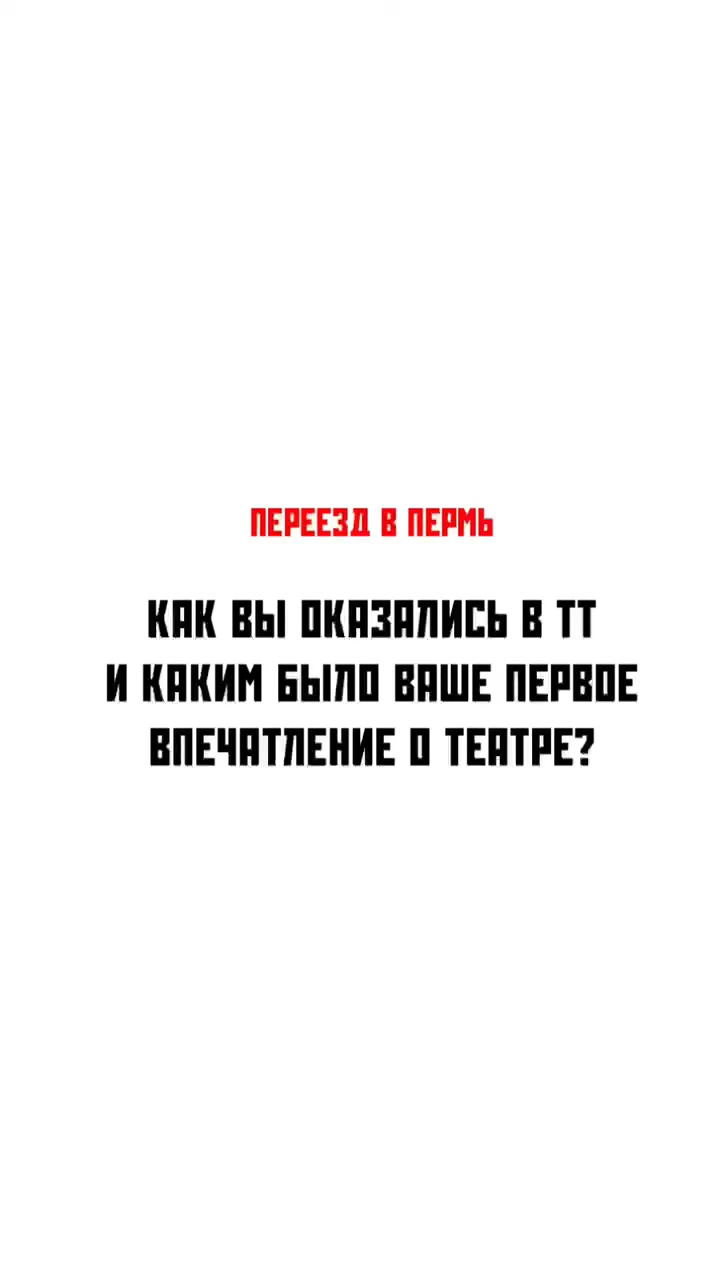 ПЕРЕЕЗД В ПЕРМЬ
КАК ВЫ ОКАЗАЛИСЬ В ТТ
И КАКИМ БЫЛО ВАШЕ ПЕРВОЕ
ВПЕЧАТЛЕНИЕ О ТЕАТРЕ?